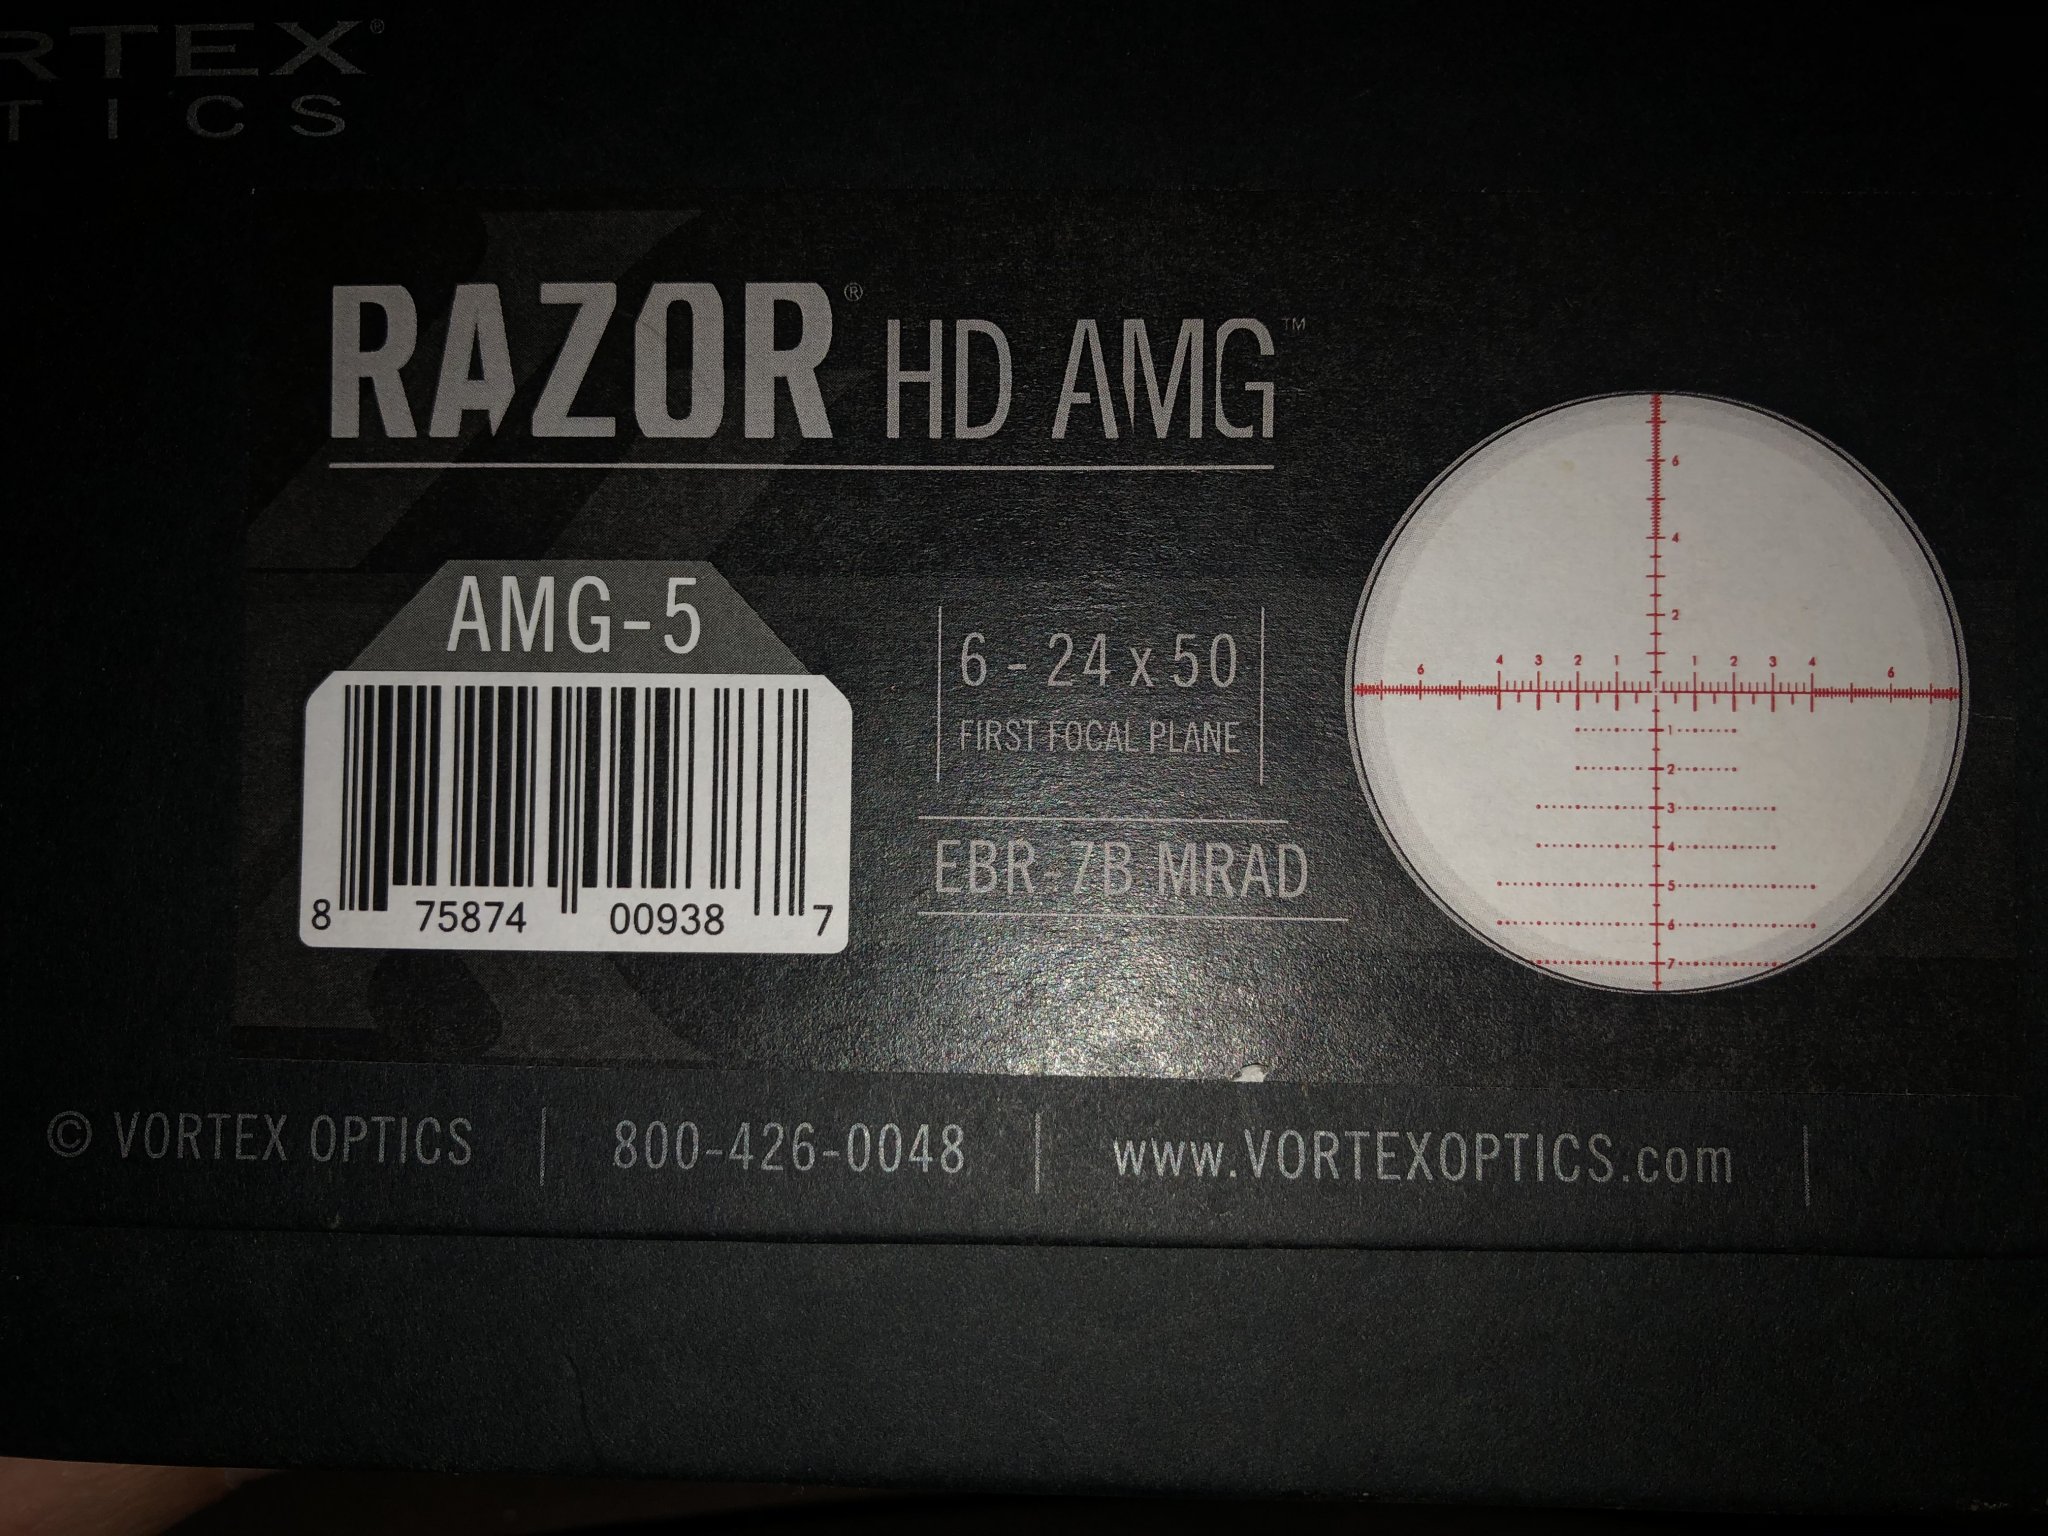 RTEX®
TICS
RAZOR® HD AMG™
AMG-5
8 75874 00938 7
6 - 24 x 50
FIRST FOCAL PLANE
EBR-7B MRAD
6
4
2
6 4 3 2 1 1 2 3 4 6
1
2
3
4
5
6
7
© VORTEX OPTICS | 800-426-0048 | www.VORTEXOPTICS.com |